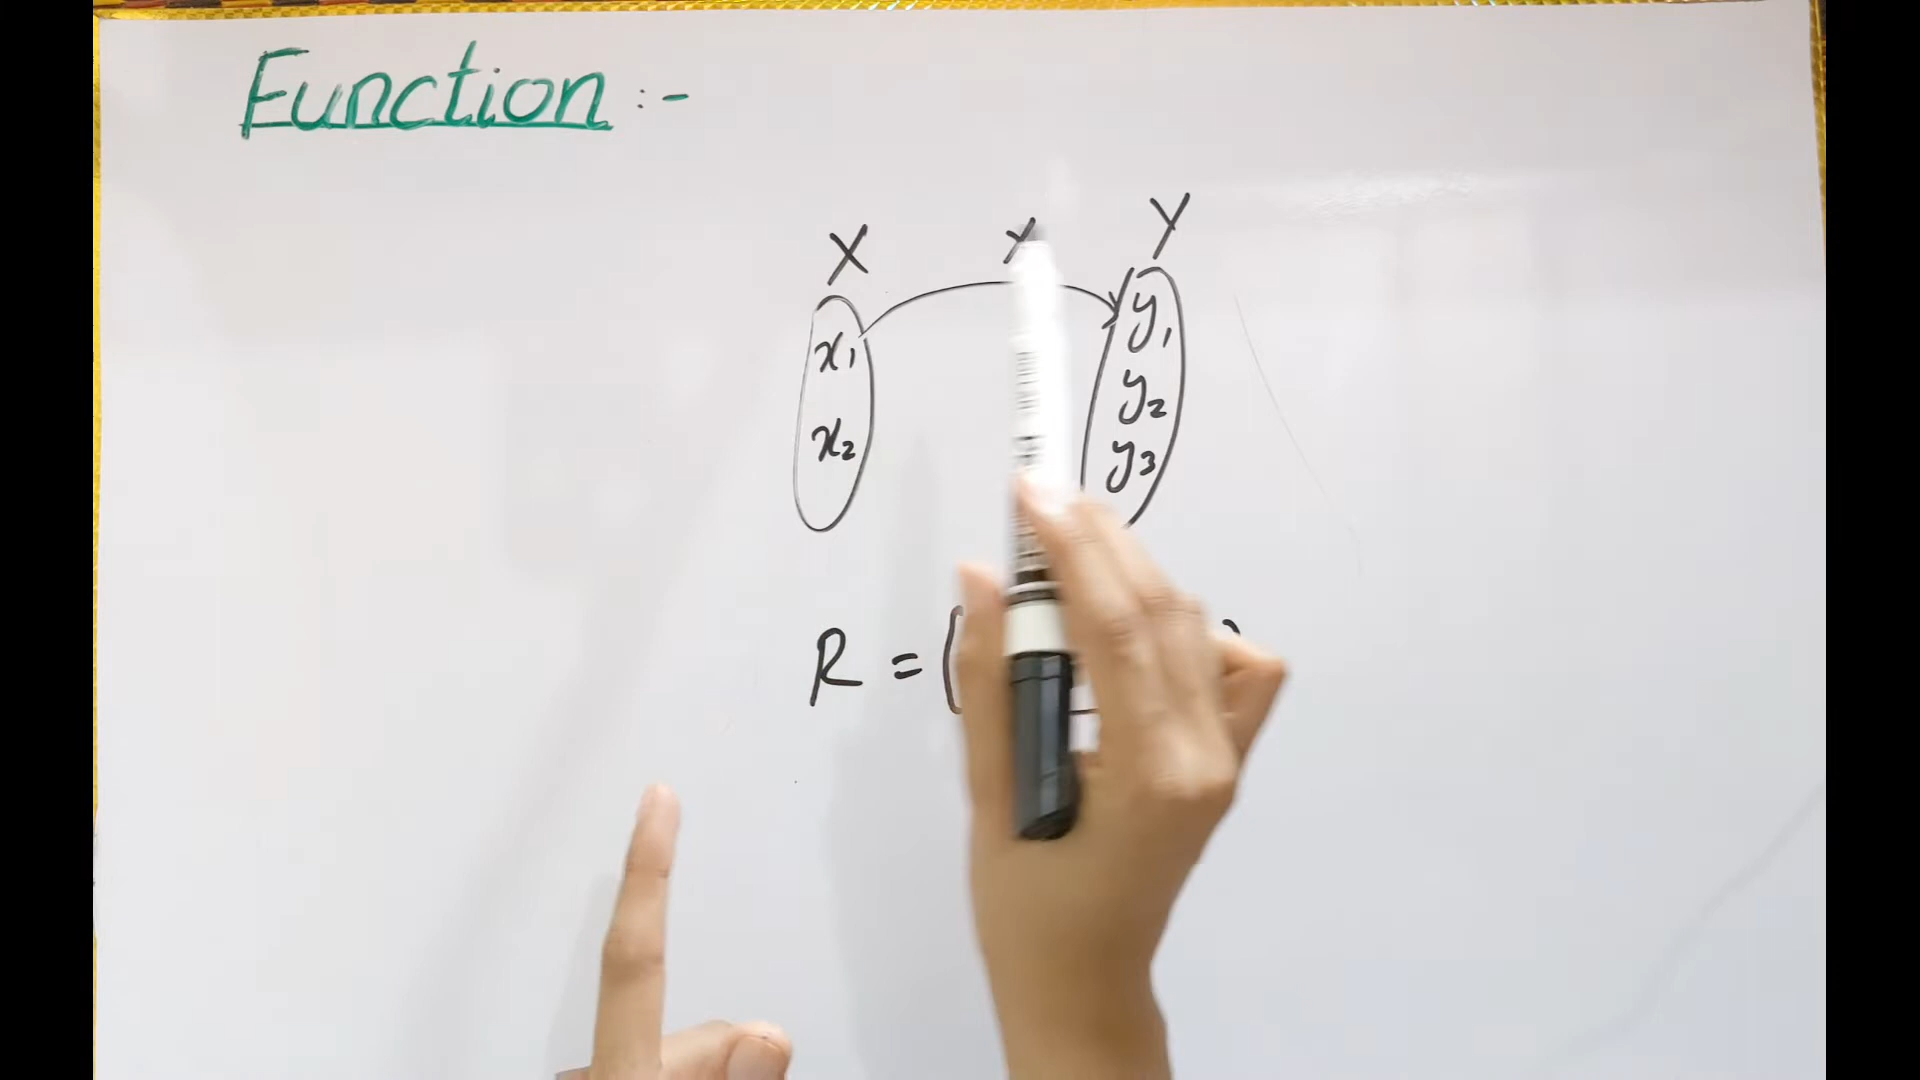 Function :-
X Y
x₁ y₁
x₂ y₂
y₃
R = (